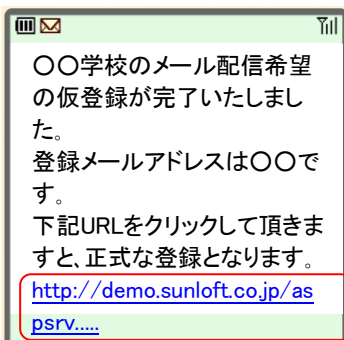 〇〇学校のメール配信希望
の仮登録が完了いたしまし
た。
登録メールアドレスは〇〇で
す。
下記URLをクリックして頂きま
すと、正式な登録となります。
http://demo.sunloft.co.jp/as
psrv.....